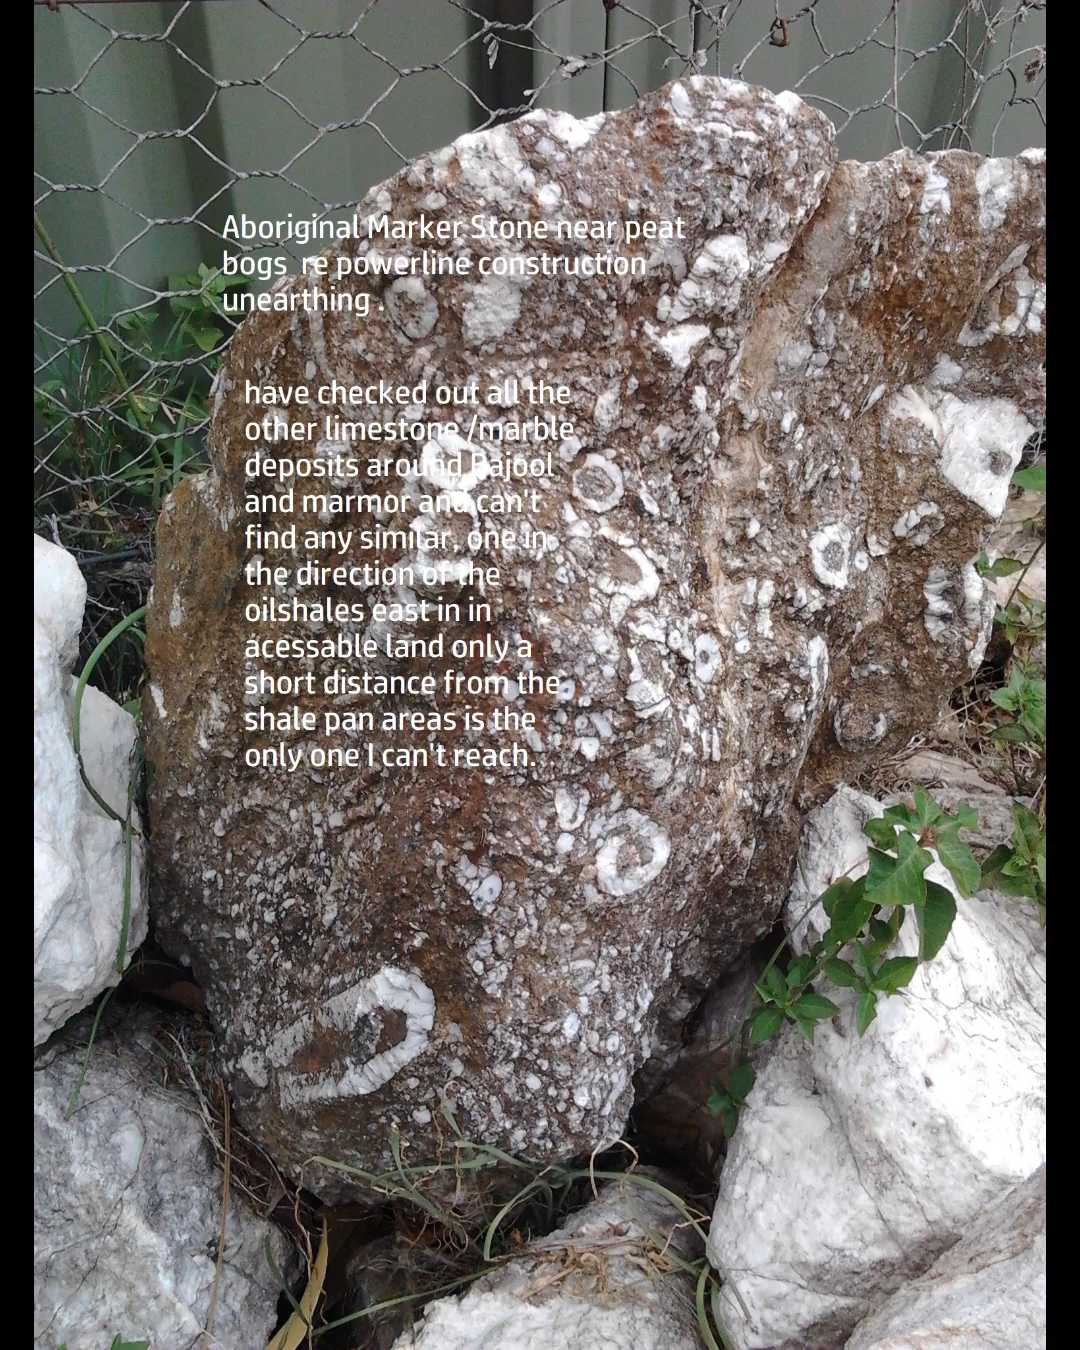 Aboriginal Marker Stone near peat
bogs  re powerline construction
unearthing .
have checked out all the
other limestone /marble
deposits around Bajool
and marmor and can't
find any similar, one in
the direction of the
oilshales east in in
acessable land only a
short distance from the
shale pan areas is the
only one I can't reach.